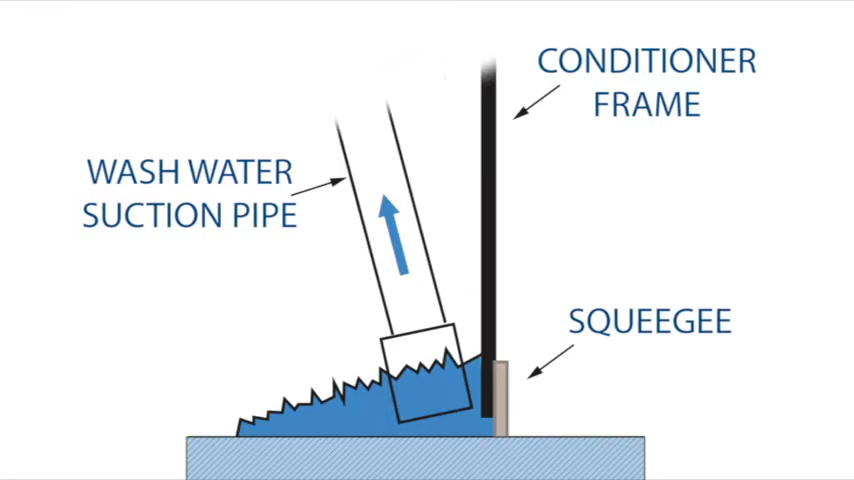 CONDITIONER
FRAME
WASH WATER
SUCTION PIPE
SQUEEGEE